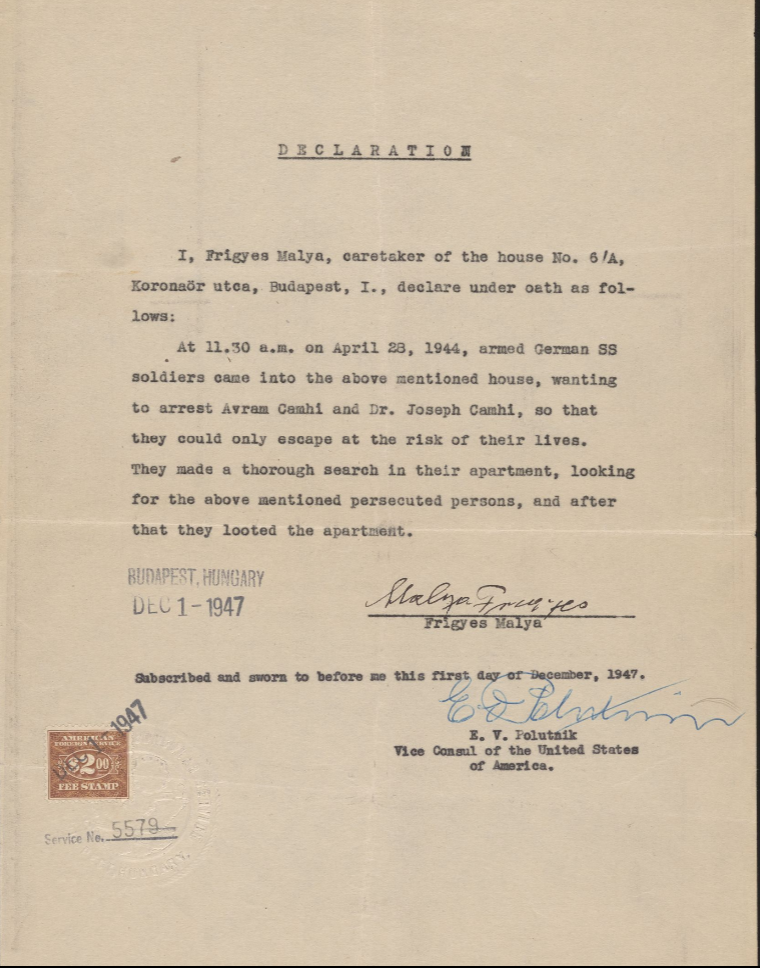 DECLARATION
I, Frigyes Malya, caretaker of the house No. 6/A,
Koronaör utca, Budapest, I., declare under oath as fol-
lows:
At 11.30 a.m. on April 28, 1944, armed German SS
soldiers came into the above mentioned house, wanting
to arrest Avram Camhi and Dr. Joseph Camhi, so that
they could only escape at the risk of their lives.
They made a thorough search in their apartment, looking
for the above mentioned persecuted persons, and after
that they looted the apartment.
BUDAPEST, HUNGARY
DEC 1-1947
Malya Frigyes
Frigyes Malya
Subscribed and sworn to before me this first day of December, 1947.
E. V. Polutnik
E. V. Polutnik
Vice Consul of the United States
of America.
1947
AMERICAN
FOREIGN SERVICE
$2.00
FEE STAMP
Service No. 5579